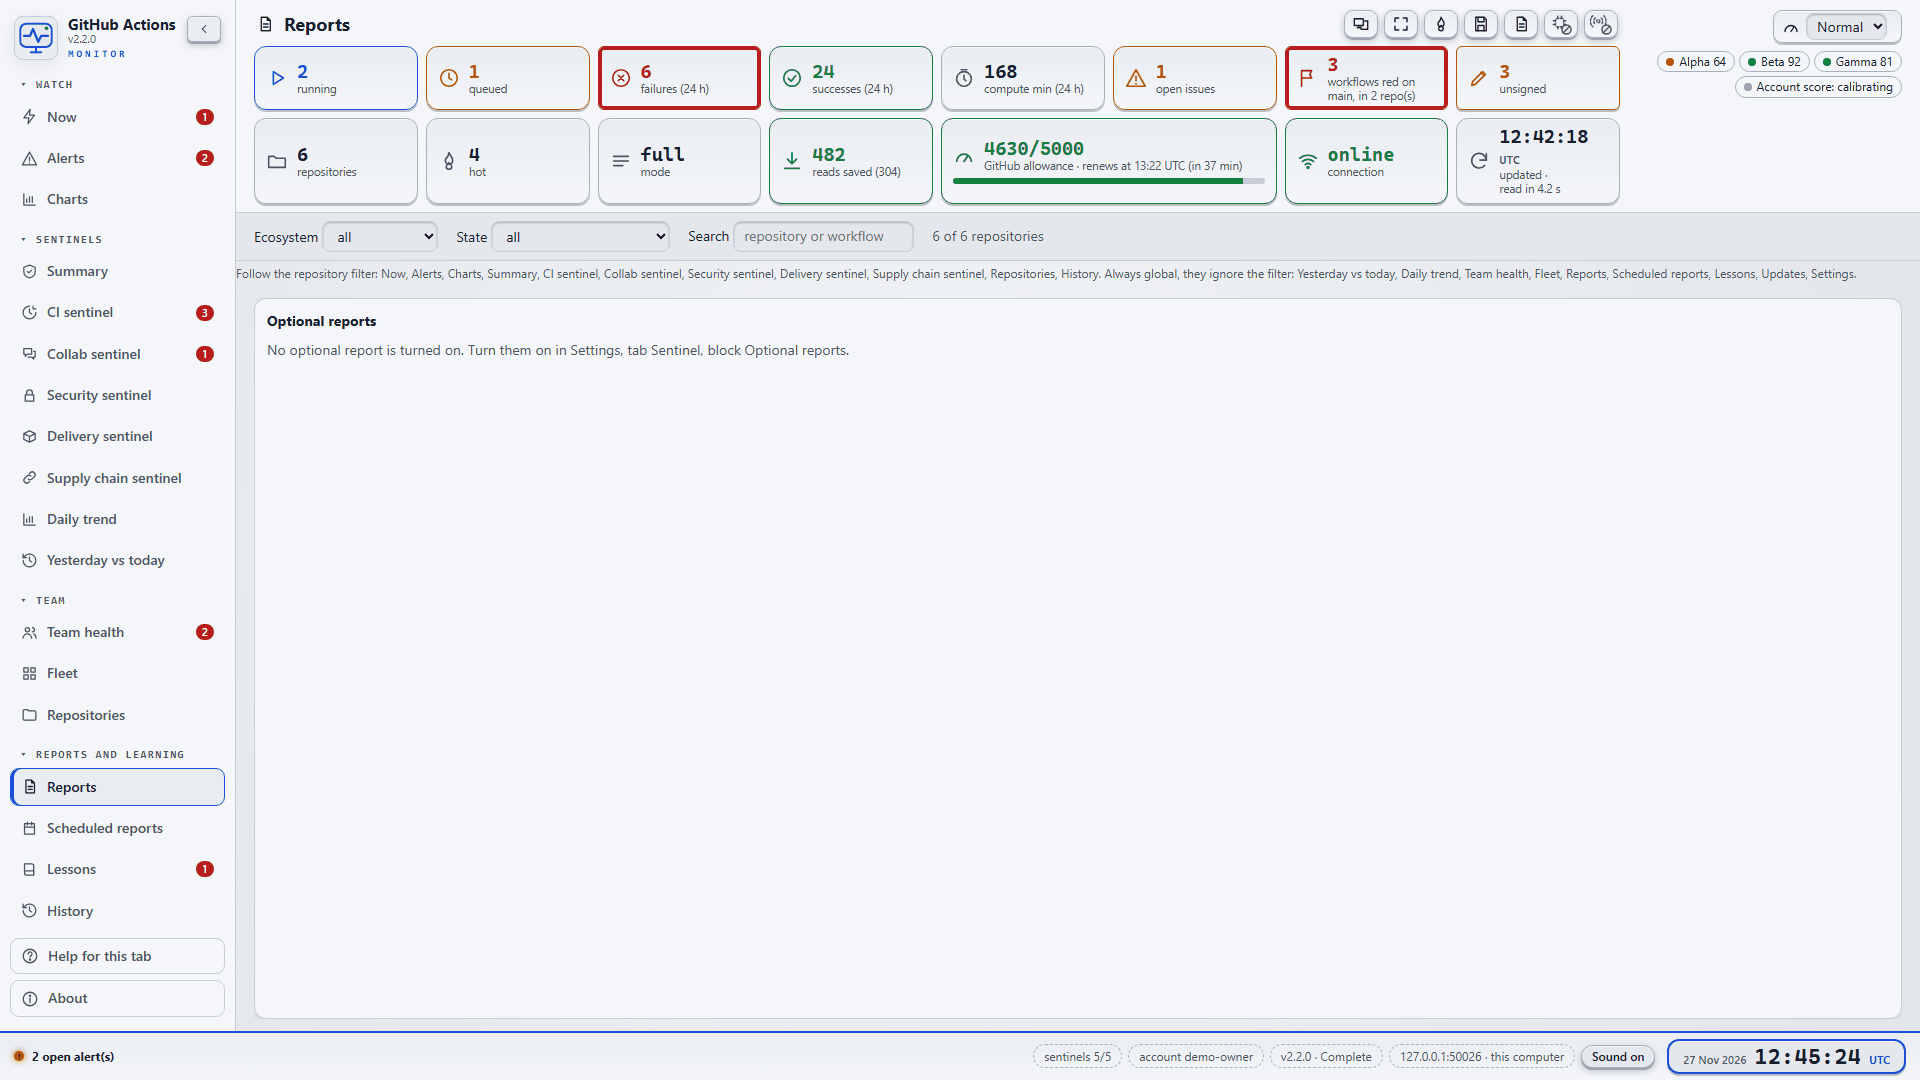 GitHub Actions
v2.2.0
MONITOR
WATCH
Now 1
Alerts 2
Charts
SENTINELS
Summary
CI sentinel 3
Collab sentinel 1
Security sentinel
Delivery sentinel
Supply chain sentinel
Daily trend
Yesterday vs today
TEAM
Team health 2
Fleet
Repositories
REPORTS AND LEARNING
Reports
Scheduled reports
Lessons 1
History
Help for this tab
About
Reports
Normal
Alpha 64
Beta 92
Gamma 81
Account score: calibrating
2
running
1
queued
6
failures (24 h)
24
successes (24 h)
168
compute min (24 h)
1
open issues
3
workflows red on
main, in 2 repo(s)
3
unsigned
6
repositories
4
hot
full
mode
482
reads saved (304)
4630/5000
GitHub allowance · renews at 13:22 UTC (in 37 min)
online
connection
12:42:18
UTC
updated ·
read in 4.2 s
Ecosystem all State all Search repository or workflow 6 of 6 repositories
Follow the repository filter: Now, Alerts, Charts, Summary, CI sentinel, Collab sentinel, Security sentinel, Delivery sentinel, Supply chain sentinel, Repositories, History. Always global, they ignore the filter: Yesterday vs today, Daily trend, Team health, Fleet, Reports, Scheduled reports, Lessons, Updates, Settings.
Optional reports
No optional report is turned on. Turn them on in Settings, tab Sentinel, block Optional reports.
2 open alert(s)
sentinels 5/5
account demo-owner
v2.2.0 · Complete
127.0.0.1:50026 · this computer
Sound on
27 Nov 2026 12:45:24 UTC